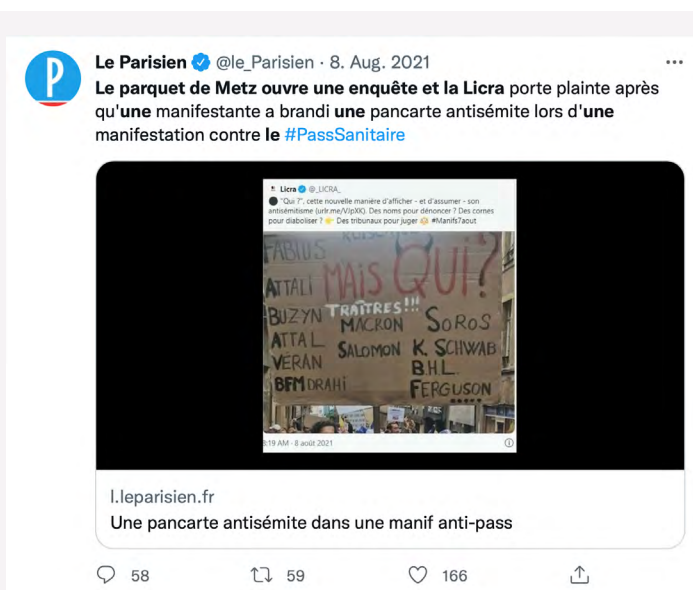 Le Parisien @le_Parisien · 8. Aug. 2021
Le parquet de Metz ouvre une enquête et la Licra porte plainte après
qu'une manifestante a brandi une pancarte antisémite lors d'une
manifestation contre le #PassSanitaire
Licra @_LICRA_
"Qui ?", cette nouvelle manière d'afficher - et d'assumer - son
antisémitisme (urlr.me/VJpXK). Des noms pour dénoncer ? Des cornes
pour diaboliser ? Des tribunaux pour juger #Manifs7aout
FABIUS
ATTALI MAIS QUI?
TRAÎTRES!!!
BUZYN MACRON SOROS
ATTAL SALOMON K. SCHWAB
VÉRAN B.H.L.
BFM DRAHI FERGUSON
.....
:19 AM · 8 août 2021
l.leparisien.fr
Une pancarte antisémite dans une manif anti-pass
58 59 166